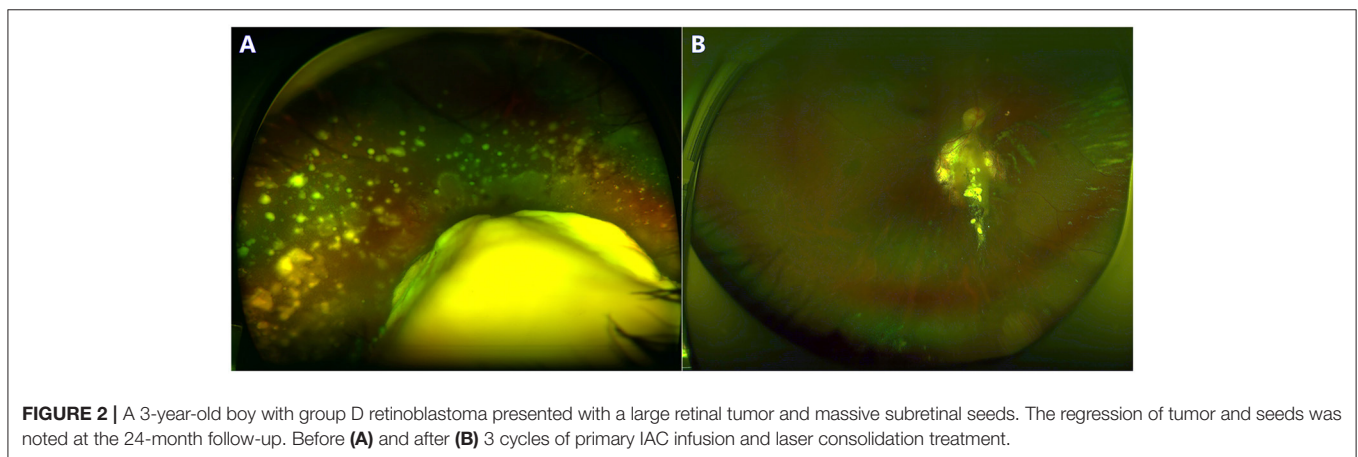 A
B
FIGURE 2 | A 3-year-old boy with group D retinoblastoma presented with a large retinal tumor and massive subretinal seeds. The regression of tumor and seeds was
noted at the 24-month follow-up. Before (A) and after (B) 3 cycles of primary IAC infusion and laser consolidation treatment.